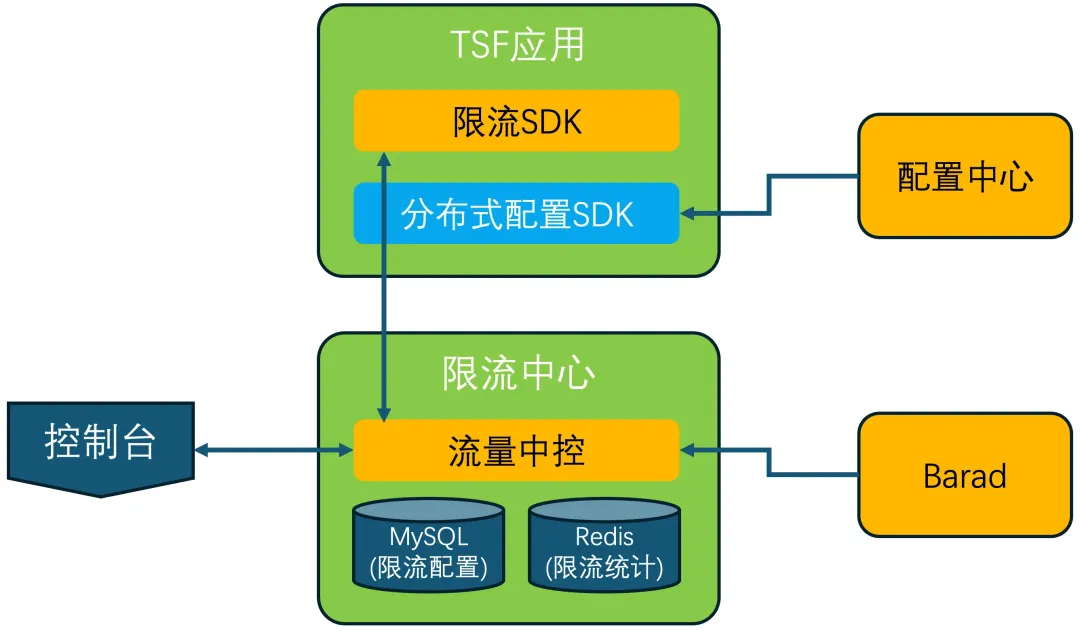 TSF应用
限流SDK
分布式配置SDK
配置中心
限流中心
控制台
流量中控
Barad
MySQL
(限流配置)
Redis
(限流统计)